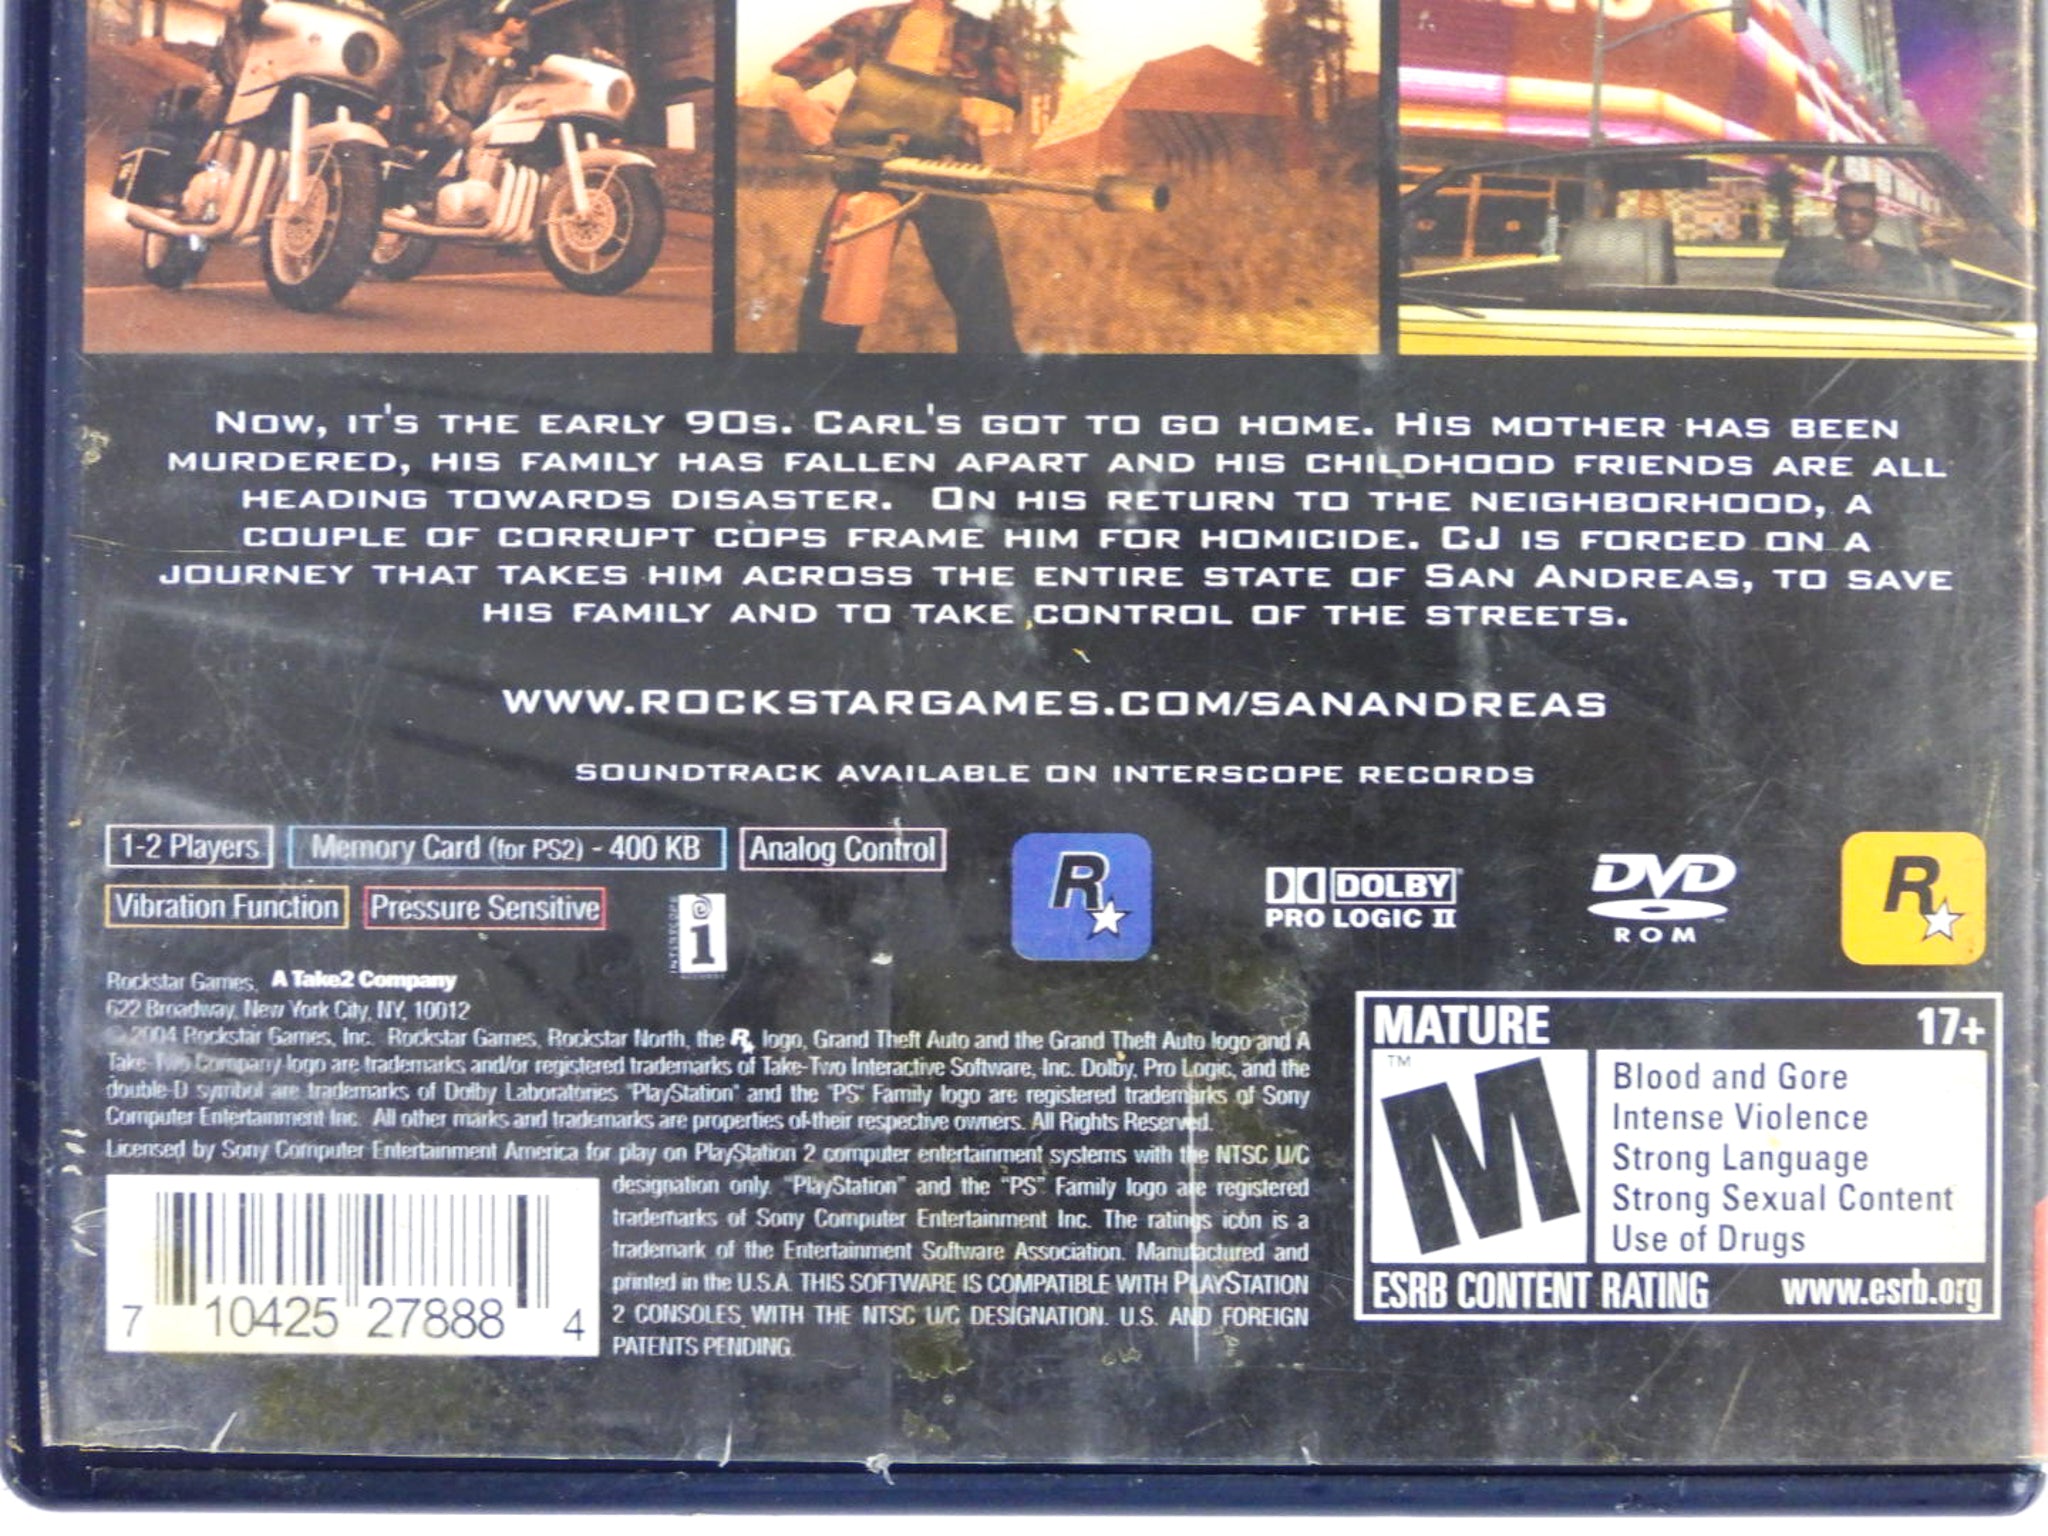 NOW, IT'S THE EARLY 90S. CARL'S GOT TO GO HOME. HIS MOTHER HAS BEEN
MURDERED, HIS FAMILY HAS FALLEN APART AND HIS CHILDHOOD FRIENDS ARE ALL
HEADING TOWARDS DISASTER. ON HIS RETURN TO THE NEIGHBORHOOD, A
COUPLE OF CORRUPT COPS FRAME HIM FOR HOMICIDE. CJ IS FORCED ON A
JOURNEY THAT TAKES HIM ACROSS THE ENTIRE STATE OF SAN ANDREAS, TO SAVE
HIS FAMILY AND TO TAKE CONTROL OF THE STREETS.
WWW.ROCKSTARGAMES.COM/SANANDREAS
SOUNDTRACK AVAILABLE ON INTERSCOPE RECORDS
1-2 Players Memory Card (for PS2) - 400 KB Analog Control
Vibration Function Pressure Sensitive
INTERSCOPE i RECORDS
R
DOLBY
PRO LOGIC II
DVD
ROM
R
Rockstar Games, A Take2 Company
622 Broadway, New York City, NY, 10012
© 2004 Rockstar Games, Inc. Rockstar Games, Rockstar North, the R logo, Grand Theft Auto and the Grand Theft Auto logo and A
Take-Two Company logo are trademarks and/or registered trademarks of Take-Two Interactive Software, Inc. Dolby, Pro Logic, and the
double-D symbol are trademarks of Dolby Laboratories "PlayStation" and the "PS" Family logo are registered trademarks of Sony
Computer Entertainment Inc. All other marks and trademarks are properties of their respective owners. All Rights Reserved.
Licensed by Sony Computer Entertainment America for play on PlayStation 2 computer entertainment systems with the NTSC U/C
designation only. "PlayStation" and the "PS" Family logo are registered
trademarks of Sony Computer Entertainment Inc. The ratings icon is a
trademark of the Entertainment Software Association. Manufactured and
printed in the U.S.A. THIS SOFTWARE IS COMPATIBLE WITH PLAYSTATION
2 CONSOLES WITH THE NTSC U/C DESIGNATION. U.S. AND FOREIGN
PATENTS PENDING.
7 10425 27888 4
MATURE 17+
M™
Blood and Gore
Intense Violence
Strong Language
Strong Sexual Content
Use of Drugs
ESRB CONTENT RATING www.esrb.org